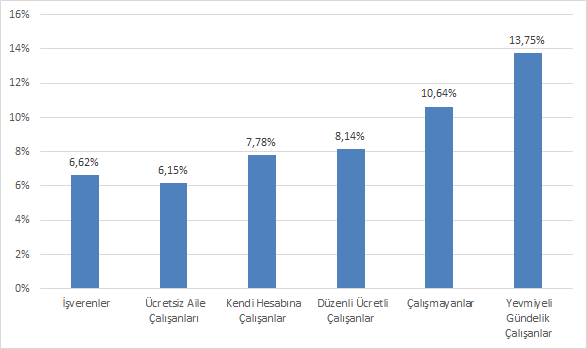 16%
14%
12%
10%
8%
6%
4%
2%
0%
6,62%
6,15%
7,78%
8,14%
10,64%
13,75%
İşverenler
Ücretsiz Aile
Çalışanları
Kendi Hesabına
Çalışanlar
Düzenli Ücretli
Çalışanlar
Çalışmayanlar
Yevmiyeli
Gündelik
Çalışanlar